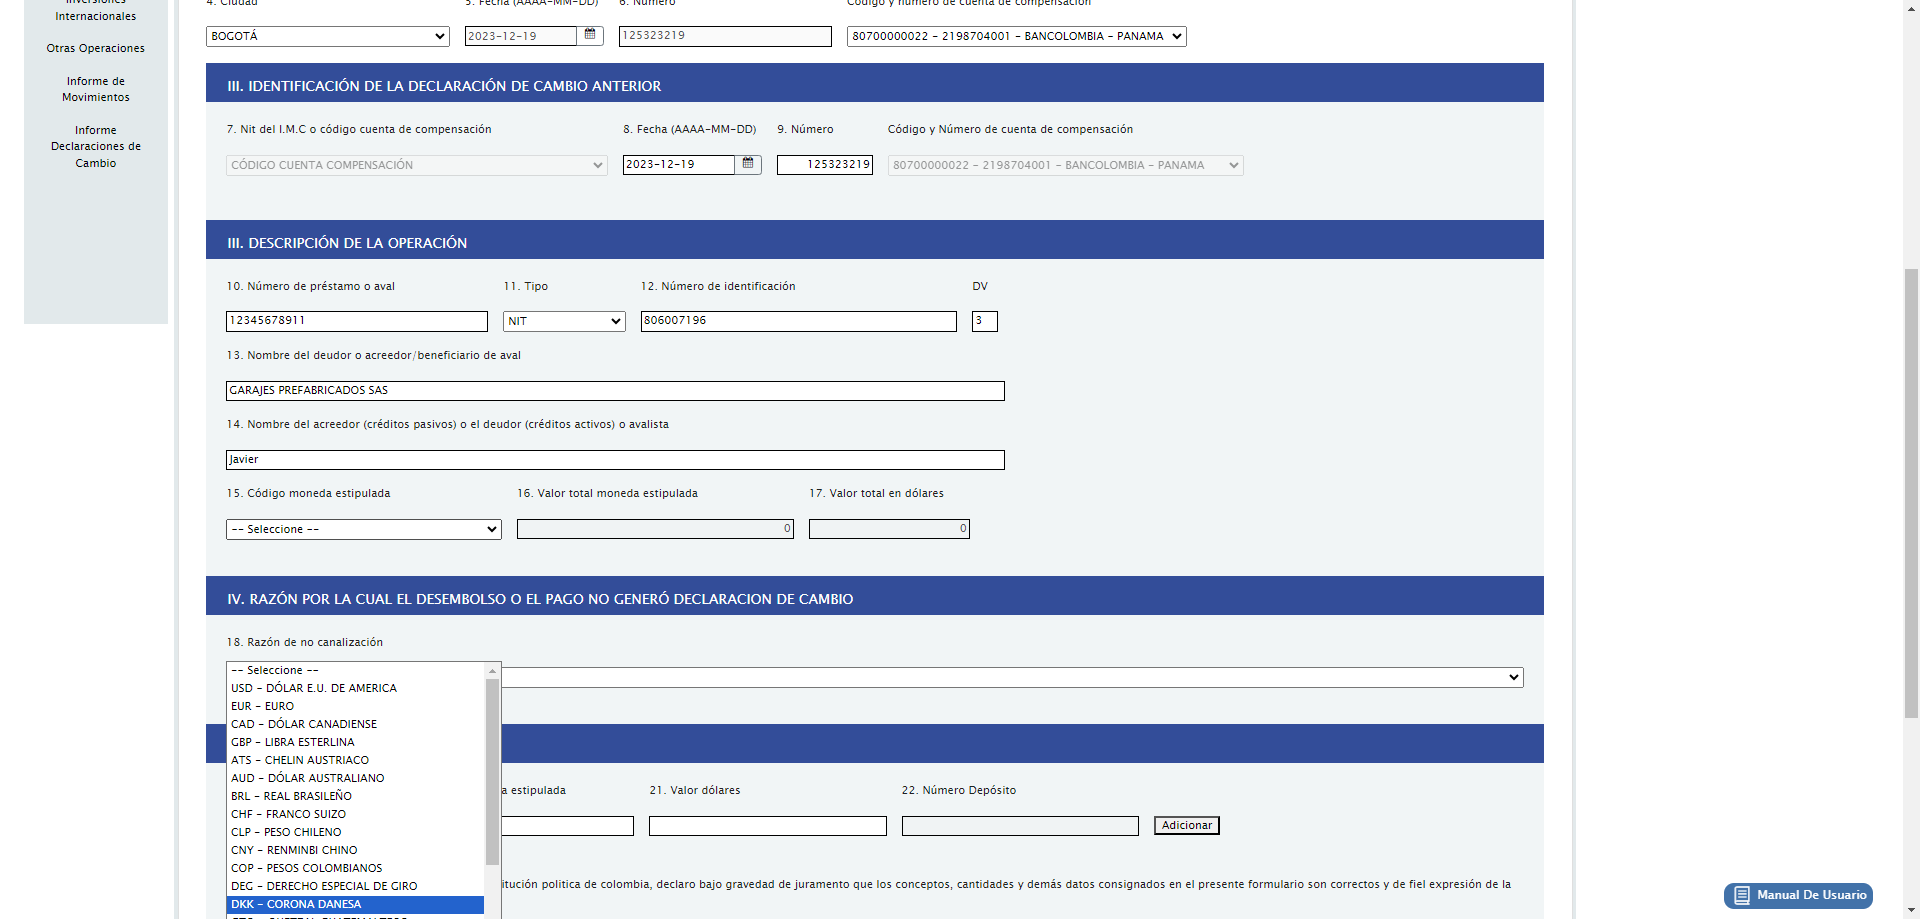 Internacionales
Otras Operaciones
Informe de
Movimientos
Informe
Declaraciones de
Cambio
4. Ciudad
5. Fecha (AAAA-MM-DD)
6. Número
Código y número de cuenta de compensación
BOGOTÁ
2023-12-19
125323219
80700000022 - 2198704001 - BANCOLOMBIA - PANAMA
III. IDENTIFICACIÓN DE LA DECLARACIÓN DE CAMBIO ANTERIOR
7. Nit del I.M.C o código cuenta de compensación
8. Fecha (AAAA-MM-DD)
9. Número
Código y Número de cuenta de compensación
CÓDIGO CUENTA COMPENSACIÓN
2023-12-19
125323219
80700000022 - 2198704001 - BANCOLOMBIA - PANAMA
III. DESCRIPCIÓN DE LA OPERACIÓN
10. Número de préstamo o aval
11. Tipo
12. Número de identificación
DV
12345678911
NIT
806007196
3
13. Nombre del deudor o acreedor/beneficiario de aval
GARAJES PREFABRICADOS SAS
14. Nombre del acreedor (créditos pasivos) o el deudor (créditos activos) o avalista
Javier
15. Código moneda estipulada
16. Valor total moneda estipulada
17. Valor total en dólares
-- Seleccione --
0
0
IV. RAZÓN POR LA CUAL EL DESEMBOLSO O EL PAGO NO GENERÓ DECLARACION DE CAMBIO
18. Razón de no canalización
-- Seleccione --
USD - DÓLAR E.U. DE AMERICA
EUR - EURO
CAD - DÓLAR CANADIENSE
GBP - LIBRA ESTERLINA
ATS - CHELIN AUSTRIACO
AUD - DÓLAR AUSTRALIANO
BRL - REAL BRASILEÑO
CHF - FRANCO SUIZO
CLP - PESO CHILENO
CNY - RENMINBI CHINO
COP - PESOS COLOMBIANOS
DEG - DERECHO ESPECIAL DE GIRO
DKK - CORONA DANESA
a estipulada
21. Valor dólares
22. Número Depósito
Adicionar
titución politica de colombia, declaro bajo gravedad de juramento que los conceptos, cantidades y demás datos consignados en el presente formulario son correctos y de fiel expresión de la
Manual De Usuario